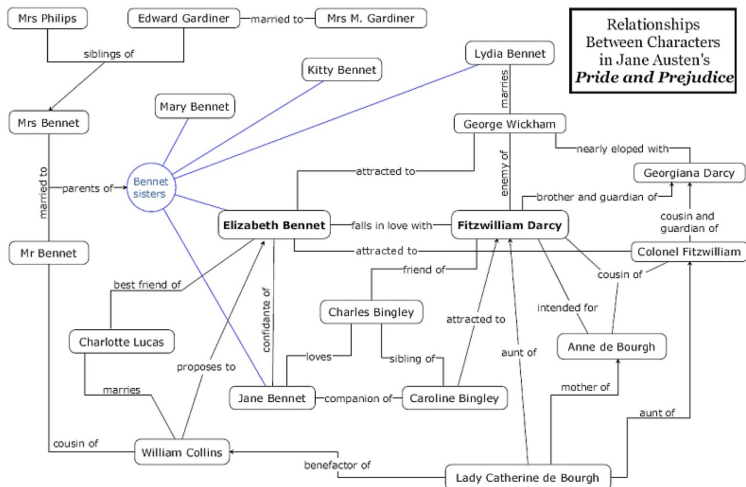 Mrs Philips
Edward Gardiner
married to
Mrs M. Gardiner
Relationships
Between Characters
in Jane Austen's
Pride and Prejudice
siblings of
Lydia Bennet
Kitty Bennet
Mary Bennet
marries
Mrs Bennet
George Wickham
nearly eloped with
attracted to
enemy of
Georgiana Darcy
married to
parents of
Bennet
sisters
brother and guardian of
Elizabeth Bennet
falls in love with
Fitzwilliam Darcy
cousin and
guardian of
Mr Bennet
attracted to
Colonel Fitzwilliam
friend of
cousin of
best friend of
confidante of
Charles Bingley
intended for
attracted to
Charlotte Lucas
Anne de Bourgh
loves
sibling of
aunt of
proposes to
marries
Jane Bennet
companion of
Caroline Bingley
mother of
aunt of
cousin of
William Collins
benefactor of
Lady Catherine de Bourgh